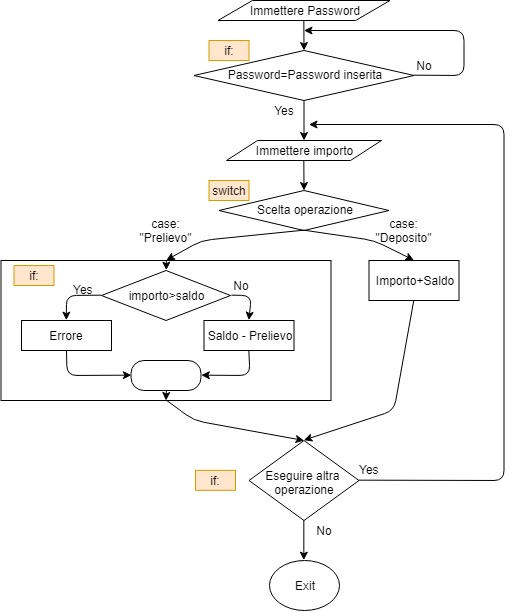 Immettere Password
if:
Password=Password inserita
No
Yes
Immettere importo
switch
Scelta operazione
case:
"Prelievo"
case:
"Deposito"
if:
Yes
importo>saldo
No
Importo+Saldo
Errore
Saldo - Prelievo
if:
Eseguire altra
operazione
Yes
No
Exit